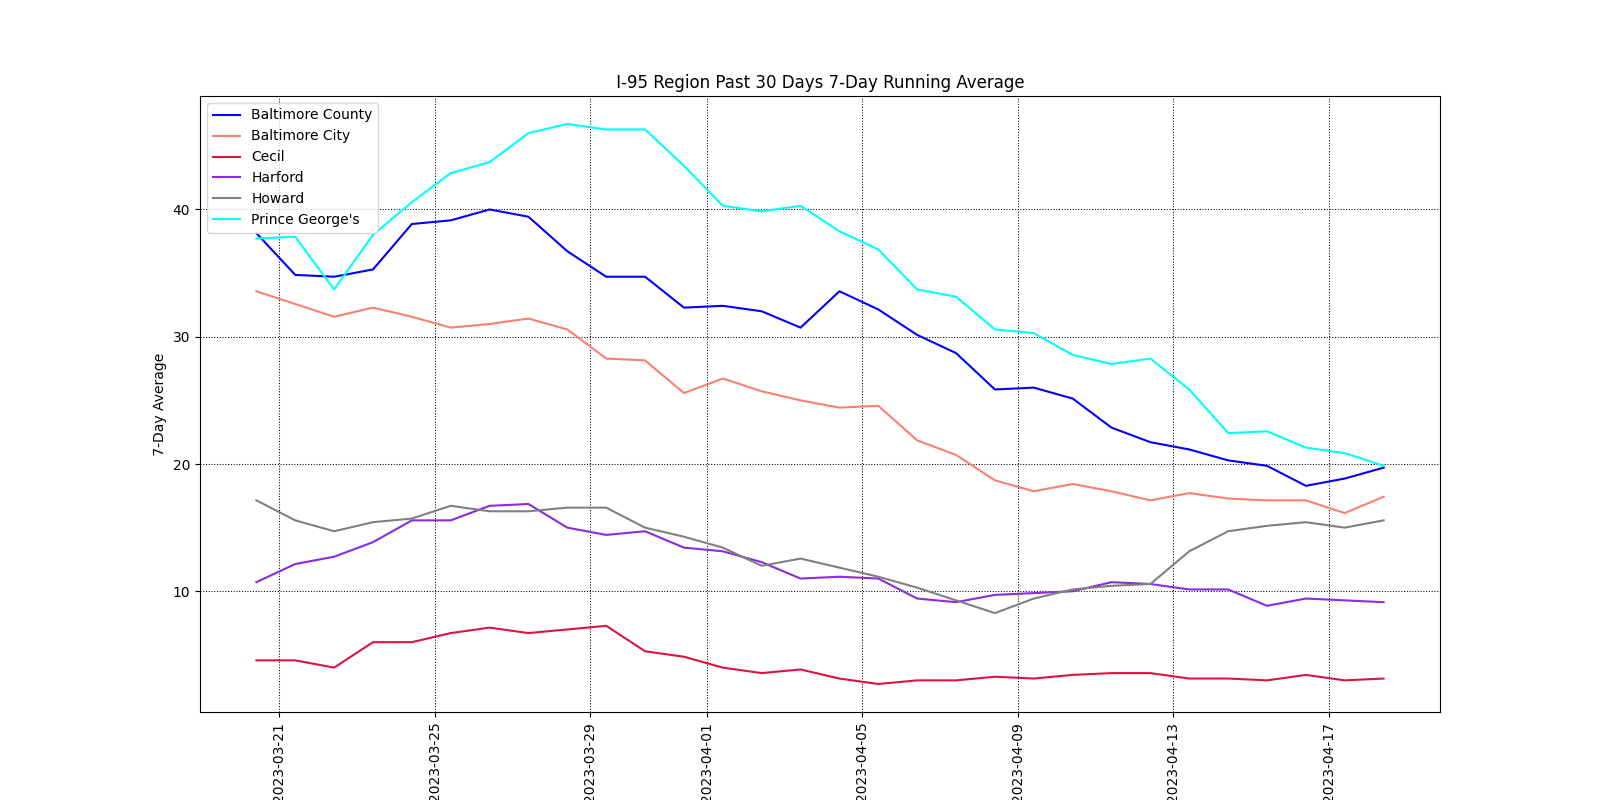 I-95 Region Past 30 Days 7-Day Running Average
Baltimore County
Baltimore City
Cecil
Harford
Howard
Prince George's
7-Day Average
40
30
20
10
2023-03-21
2023-03-25
2023-03-29
2023-04-01
2023-04-05
2023-04-09
2023-04-13
2023-04-17